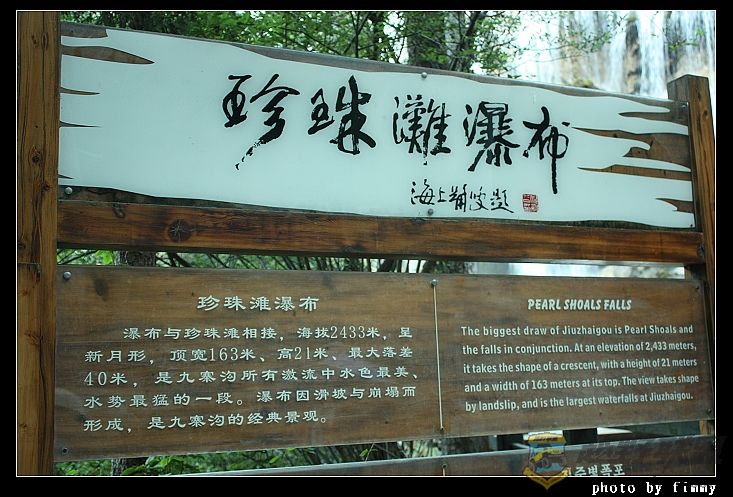 珍珠灘瀑布
珍珠滩瀑布
瀑布与珍珠滩相接，海拔2433米，呈
新月形，顶宽163米、高21米、最大落差
40米，是九寨沟所有激流中水色最美、
水势最猛的一段。瀑布因滑坡与崩塌而
形成，是九寨沟的经典景观。
PEARL SHOALS FALLS
The biggest draw of Jiuzhaigou is Pearl Shoals and
the falls in conjunction. At an elevation of 2,433 meters,
it takes the shape of a crescent, with a height of 21 meters
and a width of 163 meters at its top. The view takes shape
by landslip, and is the largest waterfalls at Jiuzhaigou.
진주탄폭포
photo by fimmy